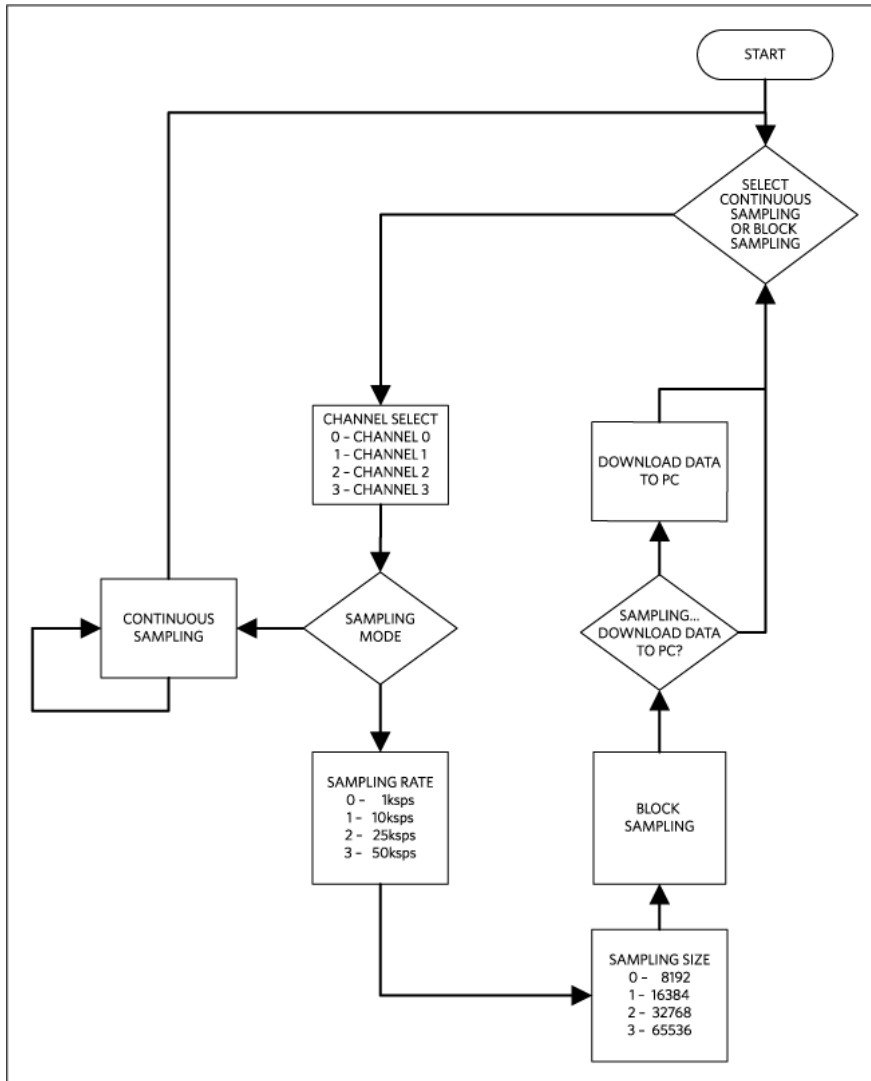 START
SELECT
CONTINUOUS
SAMPLING
OR BLOCK
SAMPLING
CHANNEL SELECT
0 – CHANNEL 0
1 – CHANNEL 1
2 – CHANNEL 2
3 – CHANNEL 3
DOWNLOAD DATA
TO PC
CONTINUOUS
SAMPLING
SAMPLING
MODE
SAMPLING...
DOWNLOAD DATA
TO PC?
SAMPLING RATE
0 – 1ksps
1 – 10ksps
2 – 25ksps
3 – 50ksps
BLOCK
SAMPLING
SAMPLING SIZE
0 – 8192
1 – 16384
2 – 32768
3 – 65536